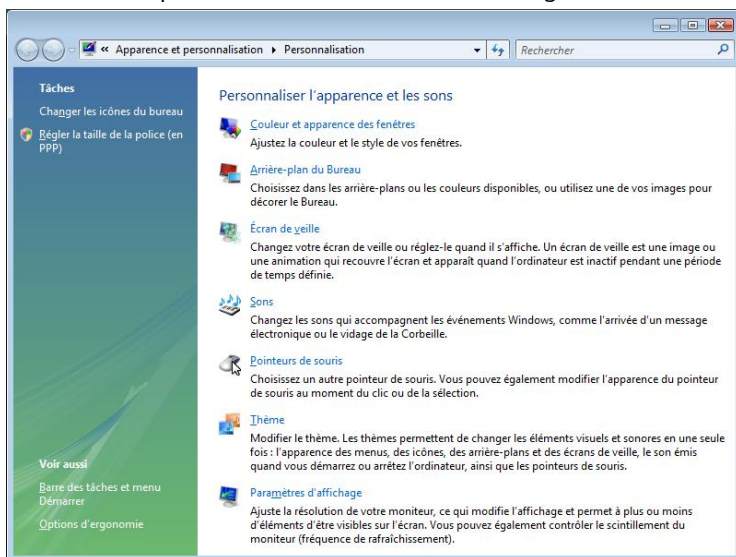 « Apparence et personnalisation ▸ Personnalisation
Rechercher
Tâches
Changer les icônes du bureau
Régler la taille de la police (en
PPP)
Voir aussi
Barre des tâches et menu
Démarrer
Options d'ergonomie
Personnaliser l'apparence et les sons
Couleur et apparence des fenêtres
Ajustez la couleur et le style de vos fenêtres.
Arrière-plan du Bureau
Choisissez dans les arrière-plans ou les couleurs disponibles, ou utilisez une de vos images pour
décorer le Bureau.
Écran de veille
Changez votre écran de veille ou réglez-le quand il s'affiche. Un écran de veille est une image ou
une animation qui recouvre l'écran et apparaît quand l'ordinateur est inactif pendant une période
de temps définie.
Sons
Changez les sons qui accompagnent les événements Windows, comme l'arrivée d'un message
électronique ou le vidage de la Corbeille.
Pointeurs de souris
Choisissez un autre pointeur de souris. Vous pouvez également modifier l'apparence du pointeur
de souris au moment du clic ou de la sélection.
Thème
Modifier le thème. Les thèmes permettent de changer les éléments visuels et sonores en une seule
fois : l'apparence des menus, des icônes, des arrière-plans et des écrans de veille, le son émis
quand vous démarrez ou arrêtez l'ordinateur, ainsi que les pointeurs de souris.
Paramètres d'affichage
Ajuste la résolution de votre moniteur, ce qui modifie l'affichage et permet à plus ou moins
d'éléments d'être visibles sur l'écran. Vous pouvez également contrôler le scintillement du
moniteur (fréquence de rafraîchissement).